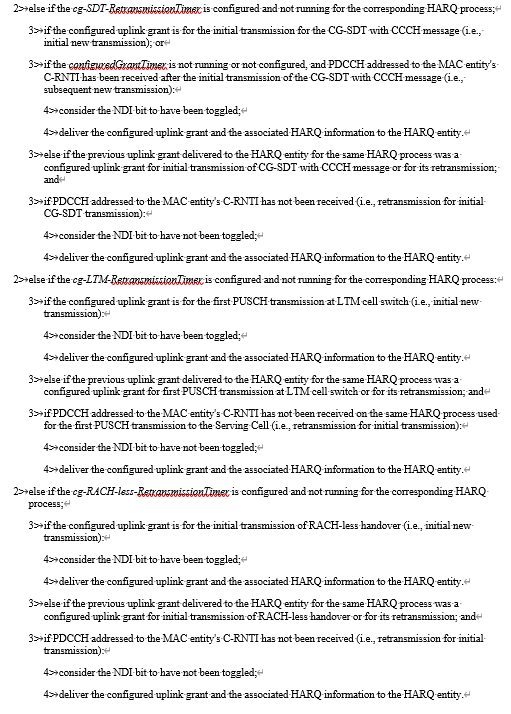 2>else if the cg-SDT-RetransmissionTimer is configured and not running for the corresponding HARQ process;
3>if the configured uplink grant is for the initial transmission for the CG-SDT with CCCH message (i.e.,
initial new transmission); or
3>if the configuredGrantTimer is not running or not configured, and PDCCH addressed to the MAC entity's
C-RNTI has been received after the initial transmission of the CG-SDT with CCCH message (i.e.,
subsequent new transmission):
4>consider the NDI bit to have been toggled;
4>deliver the configured uplink grant and the associated HARQ information to the HARQ entity.
3>else if the previous uplink grant delivered to the HARQ entity for the same HARQ process was a
configured uplink grant for initial transmission of CG-SDT with CCCH message or for its retransmission;
and
3>if PDCCH addressed to the MAC entity's C-RNTI has not been received (i.e., retransmission for initial
CG-SDT transmission):
4>consider the NDI bit to have not been toggled;
4>deliver the configured uplink grant and the associated HARQ information to the HARQ entity.
2>else if the cg-LTM-RetransmissionTimer is configured and not running for the corresponding HARQ process:
3>if the configured uplink grant is for the first PUSCH transmission at LTM cell switch (i.e., initial new
transmission):
4>consider the NDI bit to have been toggled;
4>deliver the configured uplink grant and the associated HARQ information to the HARQ entity.
3>else if the previous uplink grant delivered to the HARQ entity for the same HARQ process was a
configured uplink grant for first PUSCH transmission at LTM cell switch or for its retransmission; and
3>if PDCCH addressed to the MAC entity's C-RNTI has not been received on the same HARQ process used
for the first PUSCH transmission to the Serving Cell (i.e., retransmission for initial transmission):
4>consider the NDI bit to have not been toggled;
4>deliver the configured uplink grant and the associated HARQ information to the HARQ entity.
2>else if the cg-RACH-less-RetransmissionTimer is configured and not running for the corresponding HARQ
process;
3>if the configured uplink grant is for the initial transmission of RACH-less handover (i.e., initial new
transmission):
4>consider the NDI bit to have been toggled;
4>deliver the configured uplink grant and the associated HARQ information to the HARQ entity.
3>else if the previous uplink grant delivered to the HARQ entity for the same HARQ process was a
configured uplink grant for initial transmission of RACH-less handover or for its retransmission; and
3>if PDCCH addressed to the MAC entity's C-RNTI has not been received (i.e., retransmission for initial
transmission):
4>consider the NDI bit to have not been toggled;
4>deliver the configured uplink grant and the associated HARQ information to the HARQ entity.